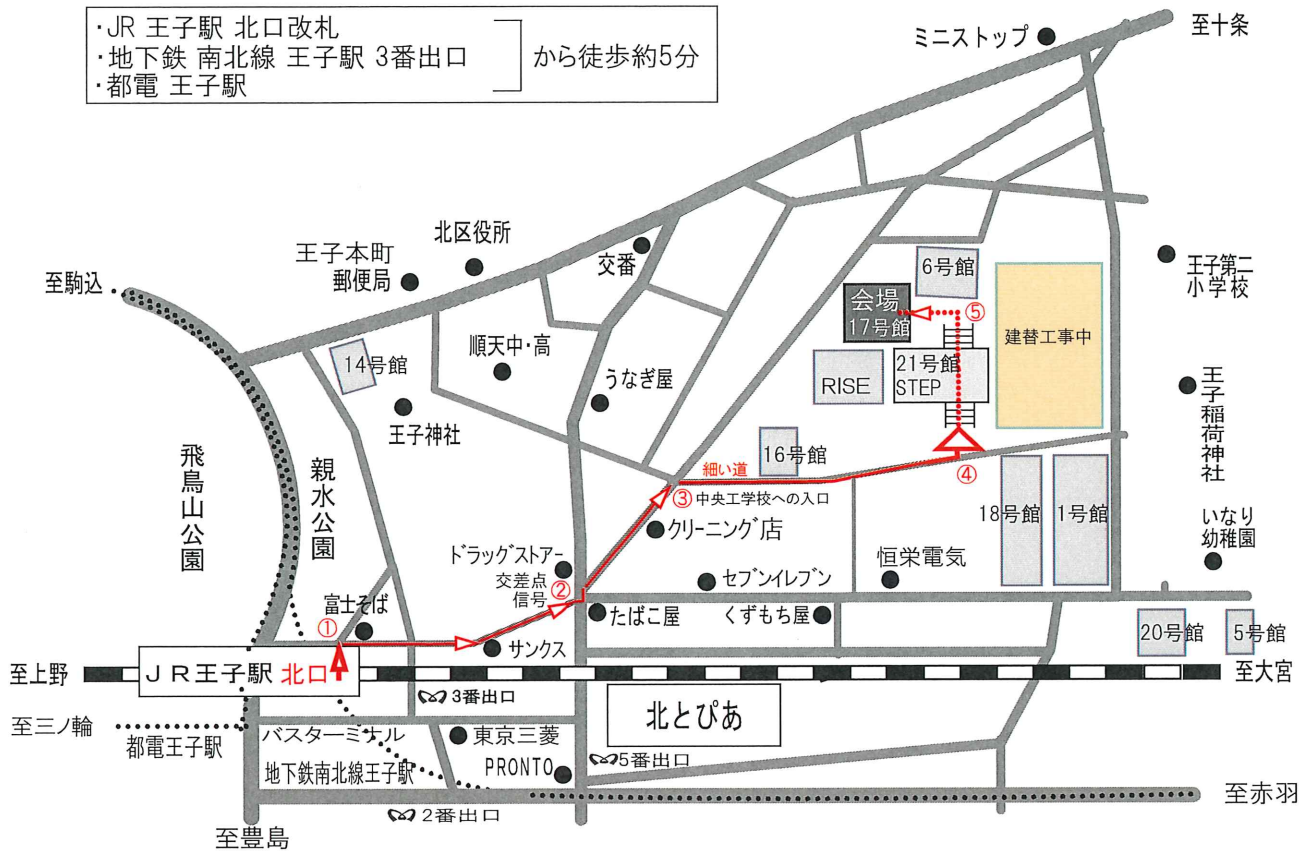 ・JR 王子駅 北口改札
・地下鉄 南北線 王子駅 3番出口
・都電 王子駅
から徒歩約5分
ミニストップ
至十条
北区役所
王子本町
郵便局
交番
至駒込
6号館
王子第二
小学校
会場
17号館
⑤
建替工事中
順天中・高
14号館
うなぎ屋
21号館
STEP
RISE
王子神社
王子稲荷神社
飛鳥山公園
親水公園
16号館
細い道
④
③
中央工学校への入口
18号館
1号館
クリーニング店
いなり
幼稚園
ドラッグストアー
交差点
信号
②
セブンイレブン
恒栄電気
富士そば
①
たばこ屋
くずもち屋
サンクス
20号館
5号館
至上野
JR王子駅 北口
至大宮
3番出口
北とぴあ
至三ノ輪
都電王子駅
バスターミナル
東京三菱
5番出口
地下鉄南北線王子駅
PRONTO
2番出口
至赤羽
至豊島